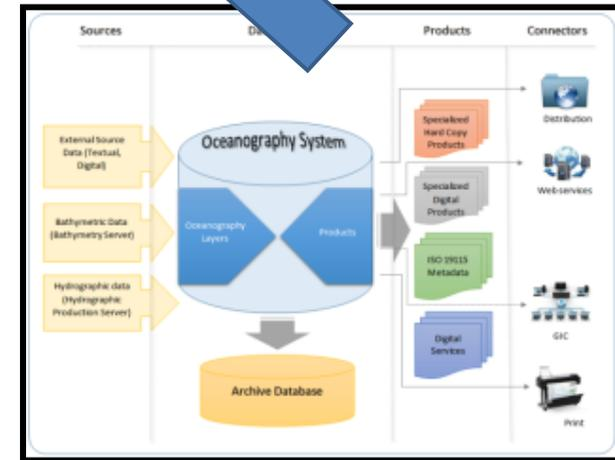 Sources
Products
Connectors
External Source
Data (Textual,
Digital)
Bathymetric Data
(Bathymetry Server)
Hydrographic data
(Hydrographic
Production Server)
Oceanography System
Oceanography
Layers
Products
Archive Database
Specialized
Hard Copy
Products
Specialized
Digital
Products
ISO 19115
Metadata
Digital
Services
Distribution
Web-services
GIC
Print